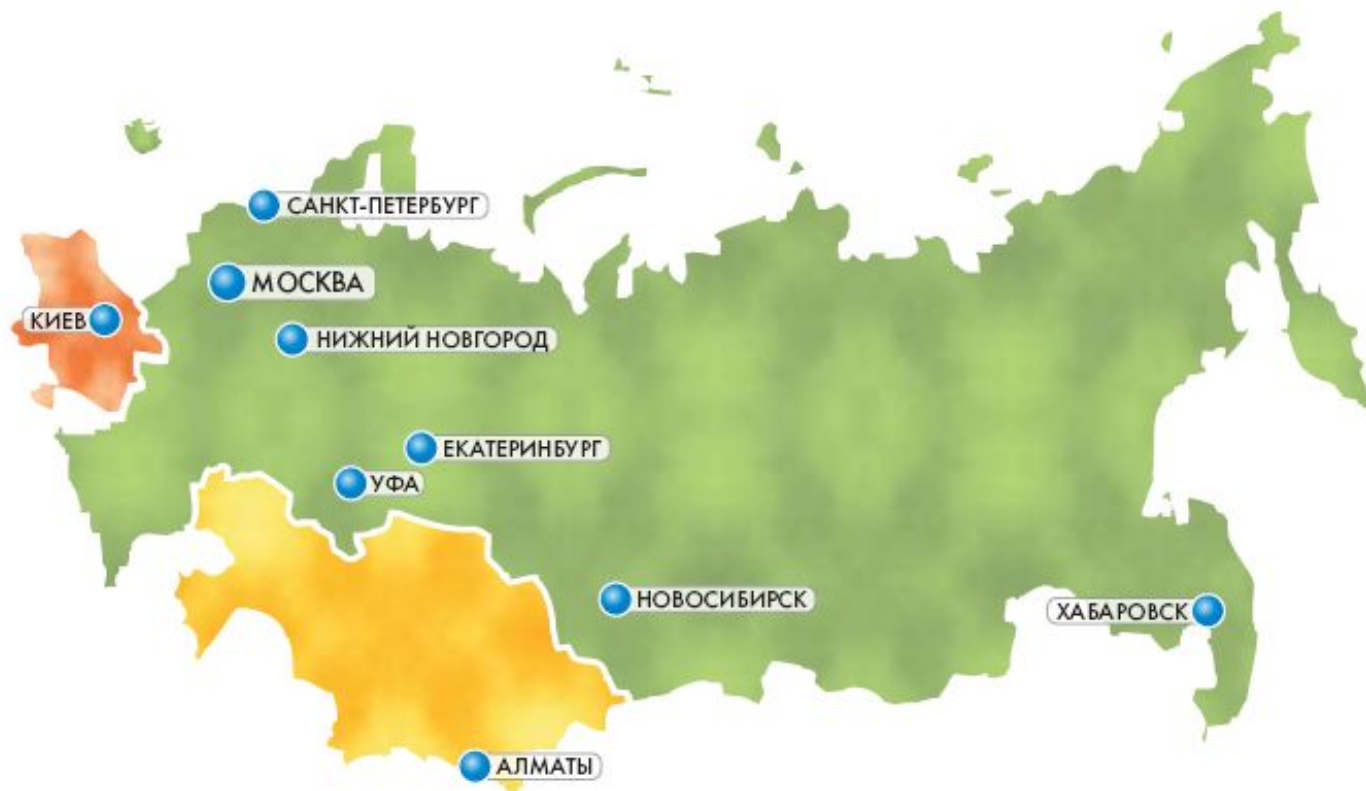 САНКТ-ПЕТЕРБУРГ
МОСКВА
КИЕВ
НИЖНИЙ НОВГОРОД
ЕКАТЕРИНБУРГ
УФА
НОВОСИБИРСК
ХАБАРОВСК
АЛМАТЫ